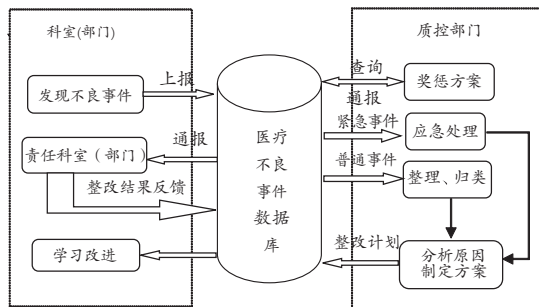 科室(部门)
发现不良事件
上报
责任科室（部门）
通报
整改结果反馈
学习改进
医疗
不良
事件
数据
库
质控部门
查询
奖惩方案
通报
紧急事件
应急处理
普通事件
整理、归类
整改计划
分析原因
制定方案